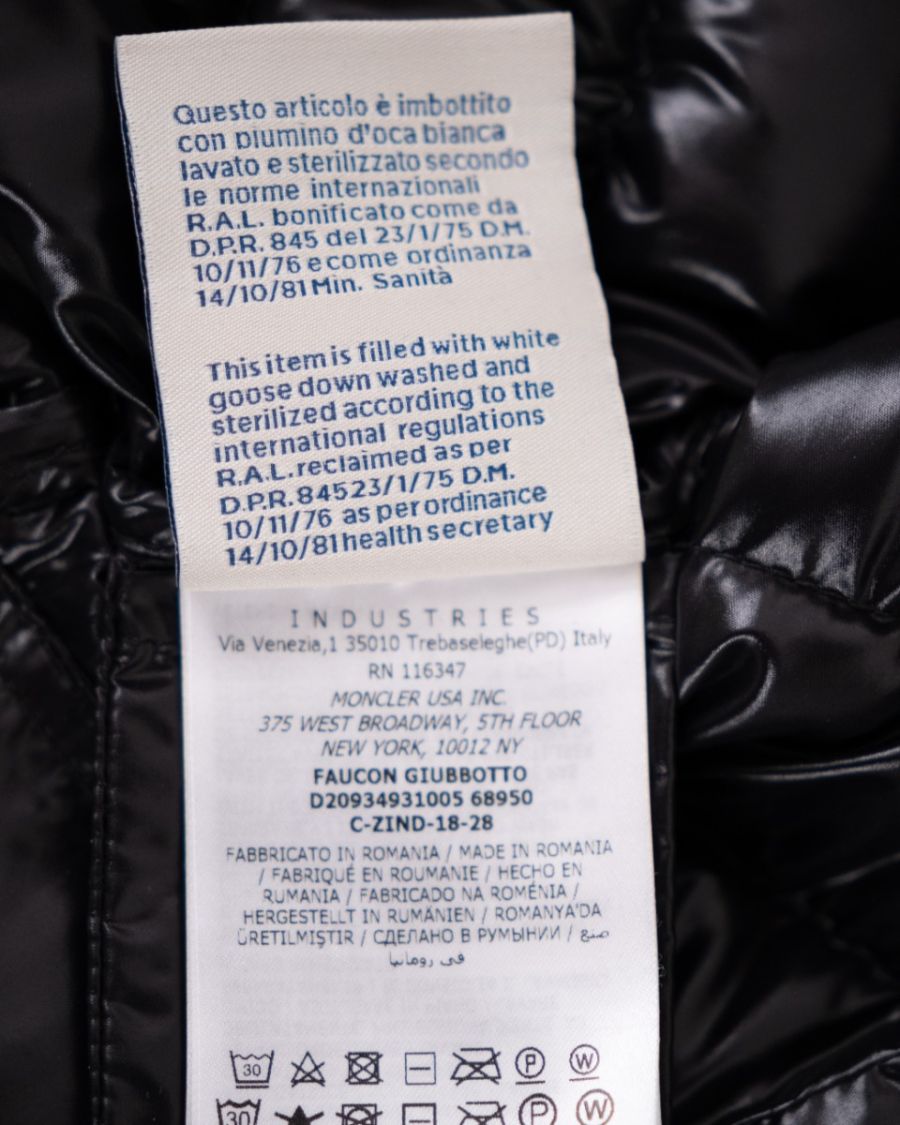 Questo articolo è imbottito
con piumino d'oca bianca
lavato e sterilizzato secondo
le norme internazionali
R.A.L. bonificato come da
D.P.R. 845 del 23/1/75 D.M.
10/11/76 e come ordinanza
14/10/81 Min. Sanità
This item is filled with white
goose down washed and
sterilized according to the
international regulations
R.A.L. reclaimed as per
D.P.R. 84523/1/75 D.M.
10/11/76 as per ordinance
14/10/81 health secretary
INDUSTRIES
Via Venezia,1 35010 Trebaseleghe(PD) Italy
RN 116347
MONCLER USA INC.
375 WEST BROADWAY, 5TH FLOOR
NEW YORK, 10012 NY
FAUCON GIUBBOTTO
D20934931005 68950
C-ZIND-18-28
FABBRICATO IN ROMANIA / MADE IN ROMANIA
/ FABRIQUÉ EN ROUMANIE / HECHO EN
RUMANIA / FABRICADO NA ROMÉNIA /
HERGESTELLT IN RUMÄNIEN / ROMANYA'DA
ÜRETILMIŞTIR / СДЕЛАНО В РУМЫНИИ / صنع
في رومانيا
30 P W
30 P W